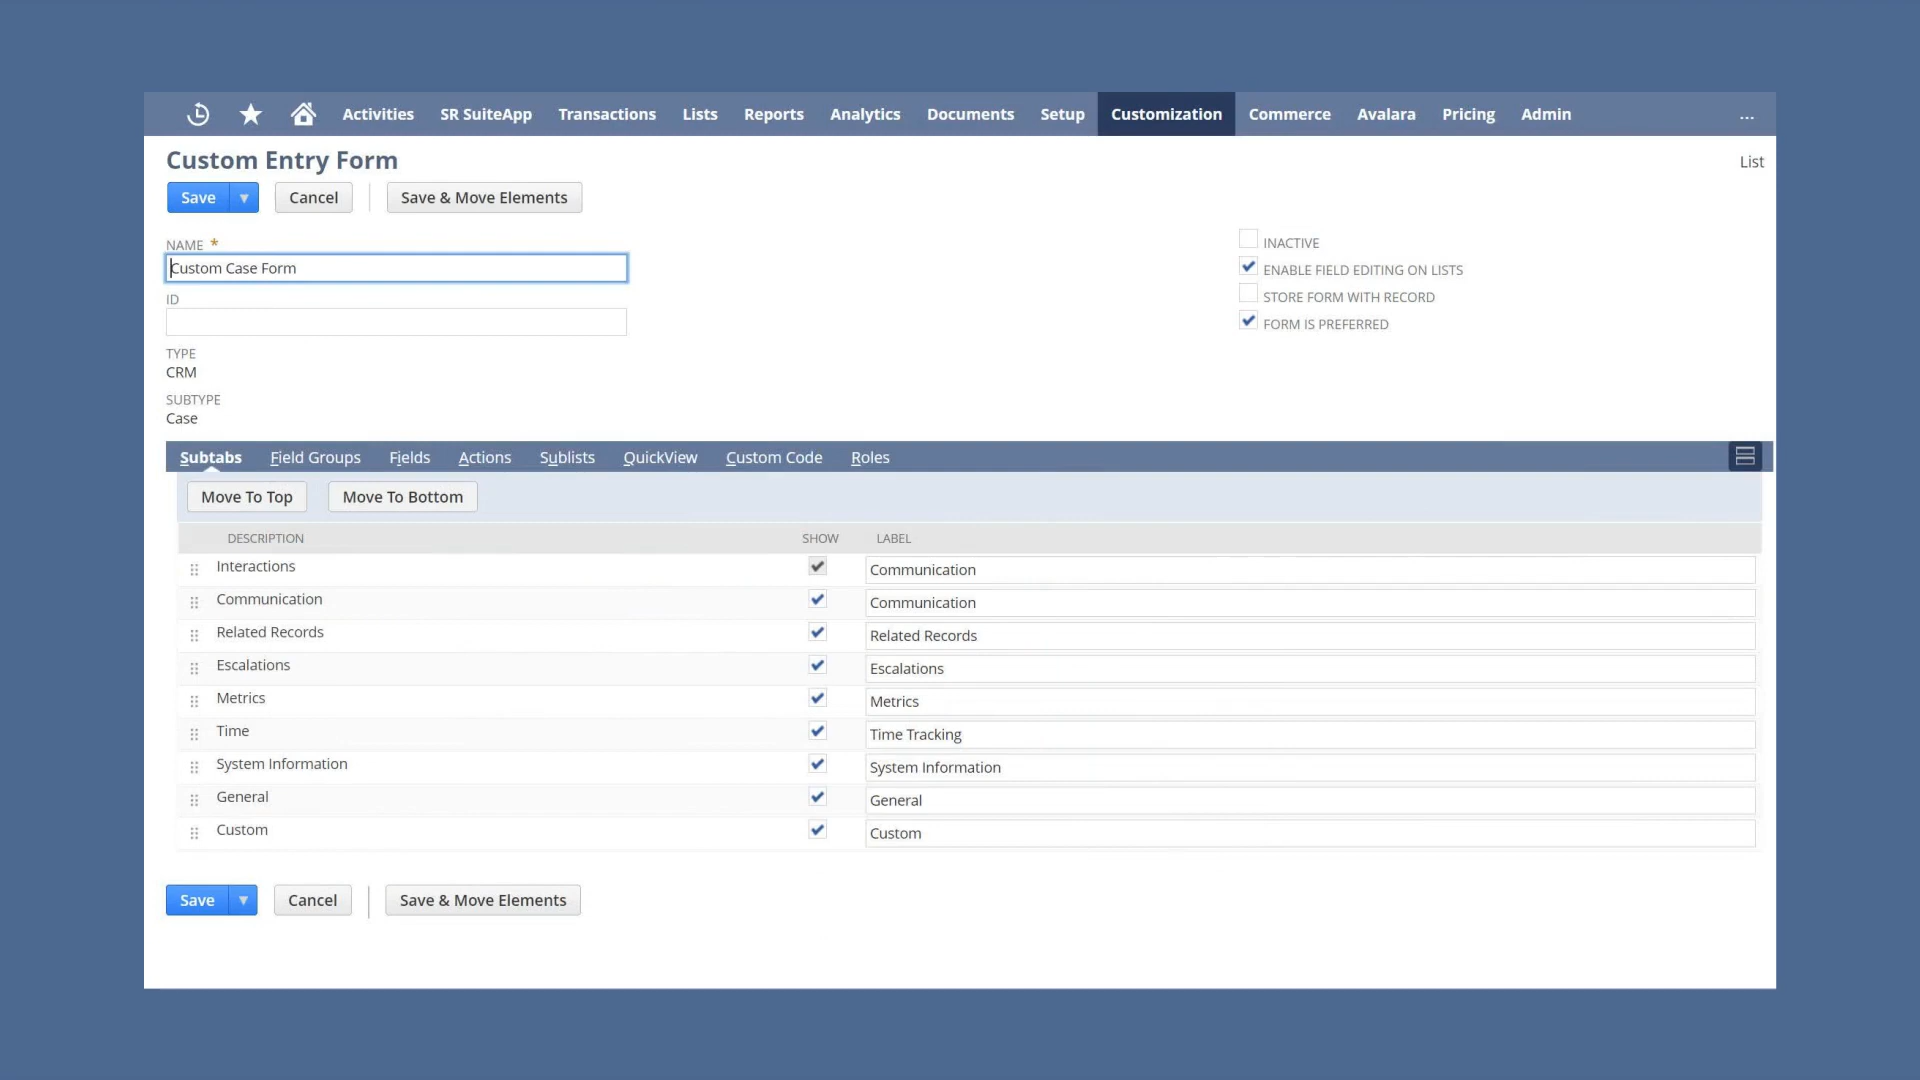 Activities SR SuiteApp Transactions Lists Reports Analytics Documents Setup Customization Commerce Avalara Pricing Admin ...
Custom Entry Form
List
Save Cancel Save & Move Elements
NAME *
Custom Case Form
ID
TYPE
CRM
SUBTYPE
Case
INACTIVE
ENABLE FIELD EDITING ON LISTS
STORE FORM WITH RECORD
FORM IS PREFERRED
Subtabs Field Groups Fields Actions Sublists QuickView Custom Code Roles
Move To Top Move To Bottom
DESCRIPTION SHOW LABEL
Interactions Communication
Communication Communication
Related Records Related Records
Escalations Escalations
Metrics Metrics
Time Time Tracking
System Information System Information
General General
Custom Custom
Save Cancel Save & Move Elements